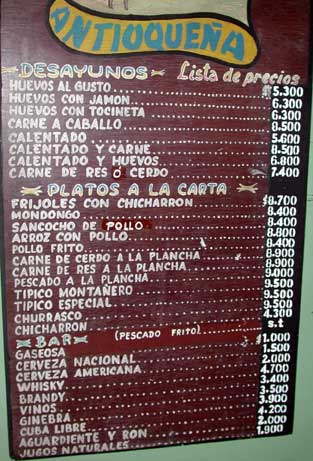 ANTIOQUEÑA
DESAYUNOS Lista de precios
HUEVOS AL GUSTO $5.300
HUEVOS CON JAMON 6.300
HUEVOS CON TOCINETA 6.300
CARNE A CABALLO 8.500
CALENTADO 5.600
CALENTADO Y CARNE 8.500
CALENTADO Y HUEVOS 6.800
CARNE DE RES O CERDO 7.400
PLATOS A LA CARTA
FRIJOLES CON CHICHARRON $8.700
MONDONGO 8.400
SANCOCHO DE POLLO 8.400
ARROZ CON POLLO 8.800
POLLO FRITO 8.400
CARNE DE CERDO A LA PLANCHA 8.900
CARNE DE RES A LA PLANCHA 8.900
PESCADO A LA PLANCHA 9.000
TIPICO MONTAÑERO 9.500
TIPICO ESPECIAL 9.500
CHURRASCO 9.500
CHICHARRON 4.300
(PESCADO FRITO) s.t
BAR
GASEOSA $1.000
CERVEZA NACIONAL 1.500
CERVEZA AMERICANA 2.000
WHISKY 4.700
BRANDY 3.400
VINOS 3.500
GINEBRA 3.900
CUBA LIBRE 4.200
AGUARDIENTE Y RON 2.000
JUGOS NATURALES 1.900